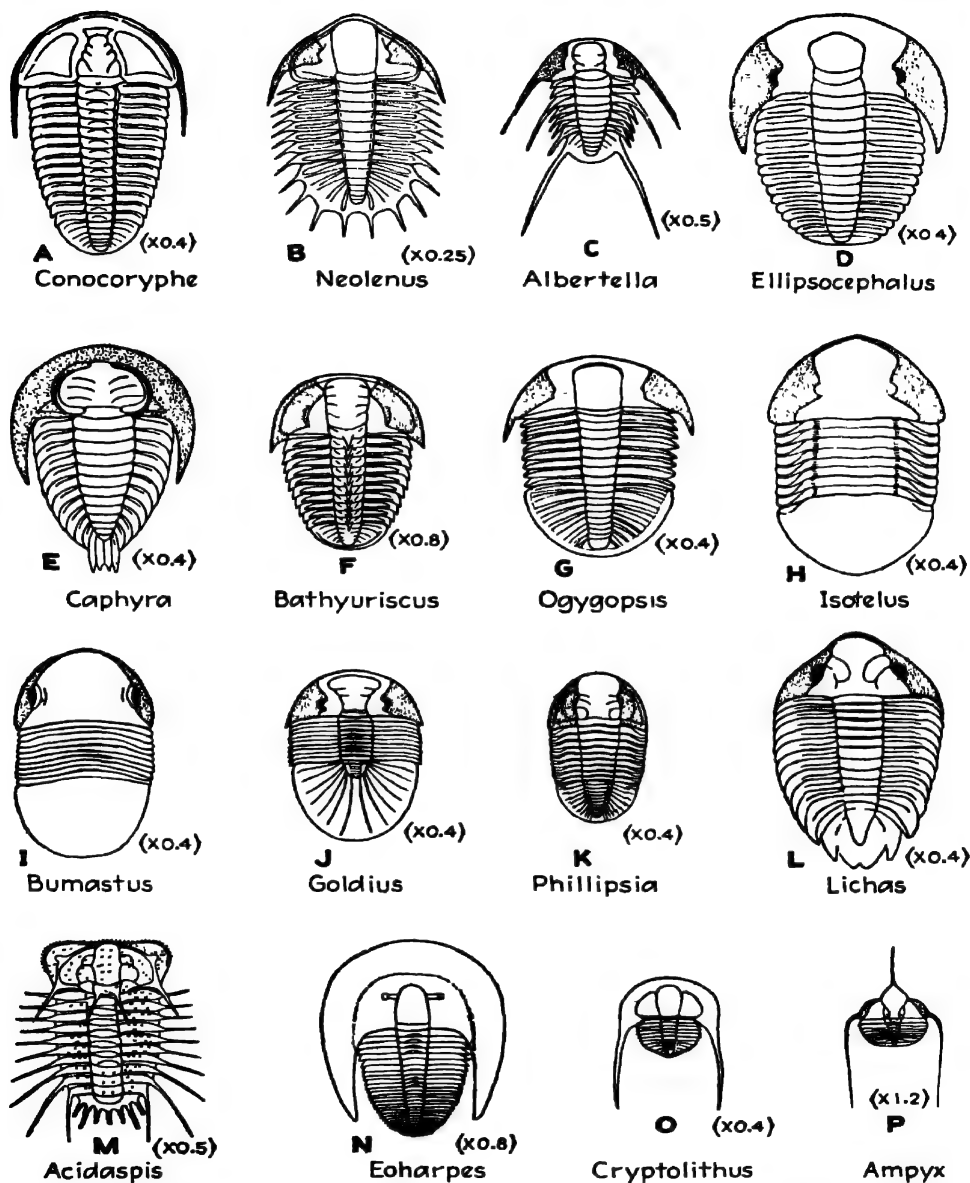 A (X0.4)
Conocoryphe
B (X0.25)
Neolenus
C (X0.5)
Albertella
D (X0.4)
Ellipsocephalus
E (X0.4)
Caphyra
F (X0.8)
Bathyuriscus
G (X0.4)
Ogygopsis
H (X0.4)
Isotelus
I (X0.4)
Bumastus
J (X0.4)
Goldius
K (X0.4)
Phillipsia
L (X0.4)
Lichas
M (X0.5)
Acidaspis
N (X0.8)
Eoharpes
O (X0.4)
Cryptolithus
(X1.2)
P
Ampyx